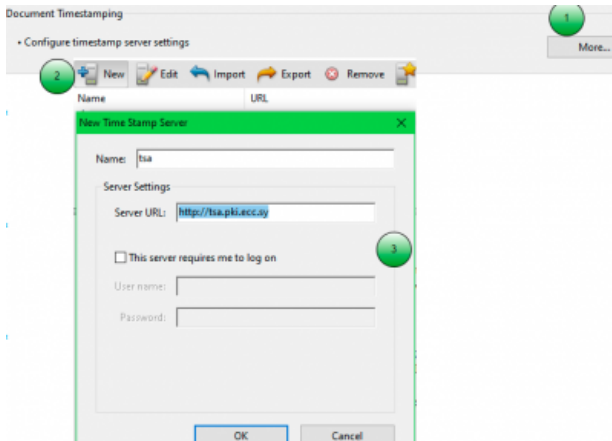 Document Timestamping
1
• Configure timestamp server settings
More...
2
New Edit Import Export Remove
Name URL
New Time Stamp Server
Name: tsa
Server Settings
Server URL: http://tsa.pki.ecc.sy
3
This server requires me to log on
User name:
Password:
OK Cancel